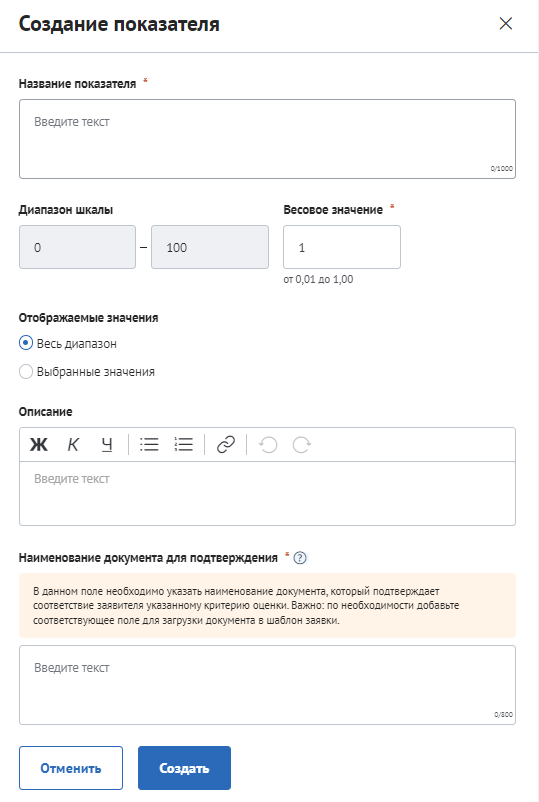 Создание показателя
Название показателя *
Введите текст
0/1000
Диапазон шкалы
Весовое значение *
0 – 100
1
от 0,01 до 1,00
Отображаемые значения
Весь диапазон
Выбранные значения
Описание
Ж К Ч
Введите текст
Наименование документа для подтверждения * ?
В данном поле необходимо указать наименование документа, который подтверждает
соответствие заявителя указанному критерию оценки. Важно: по необходимости добавьте
соответствующее поле для загрузки документа в шаблон заявки.
Введите текст
0/800
Отменить
Создать